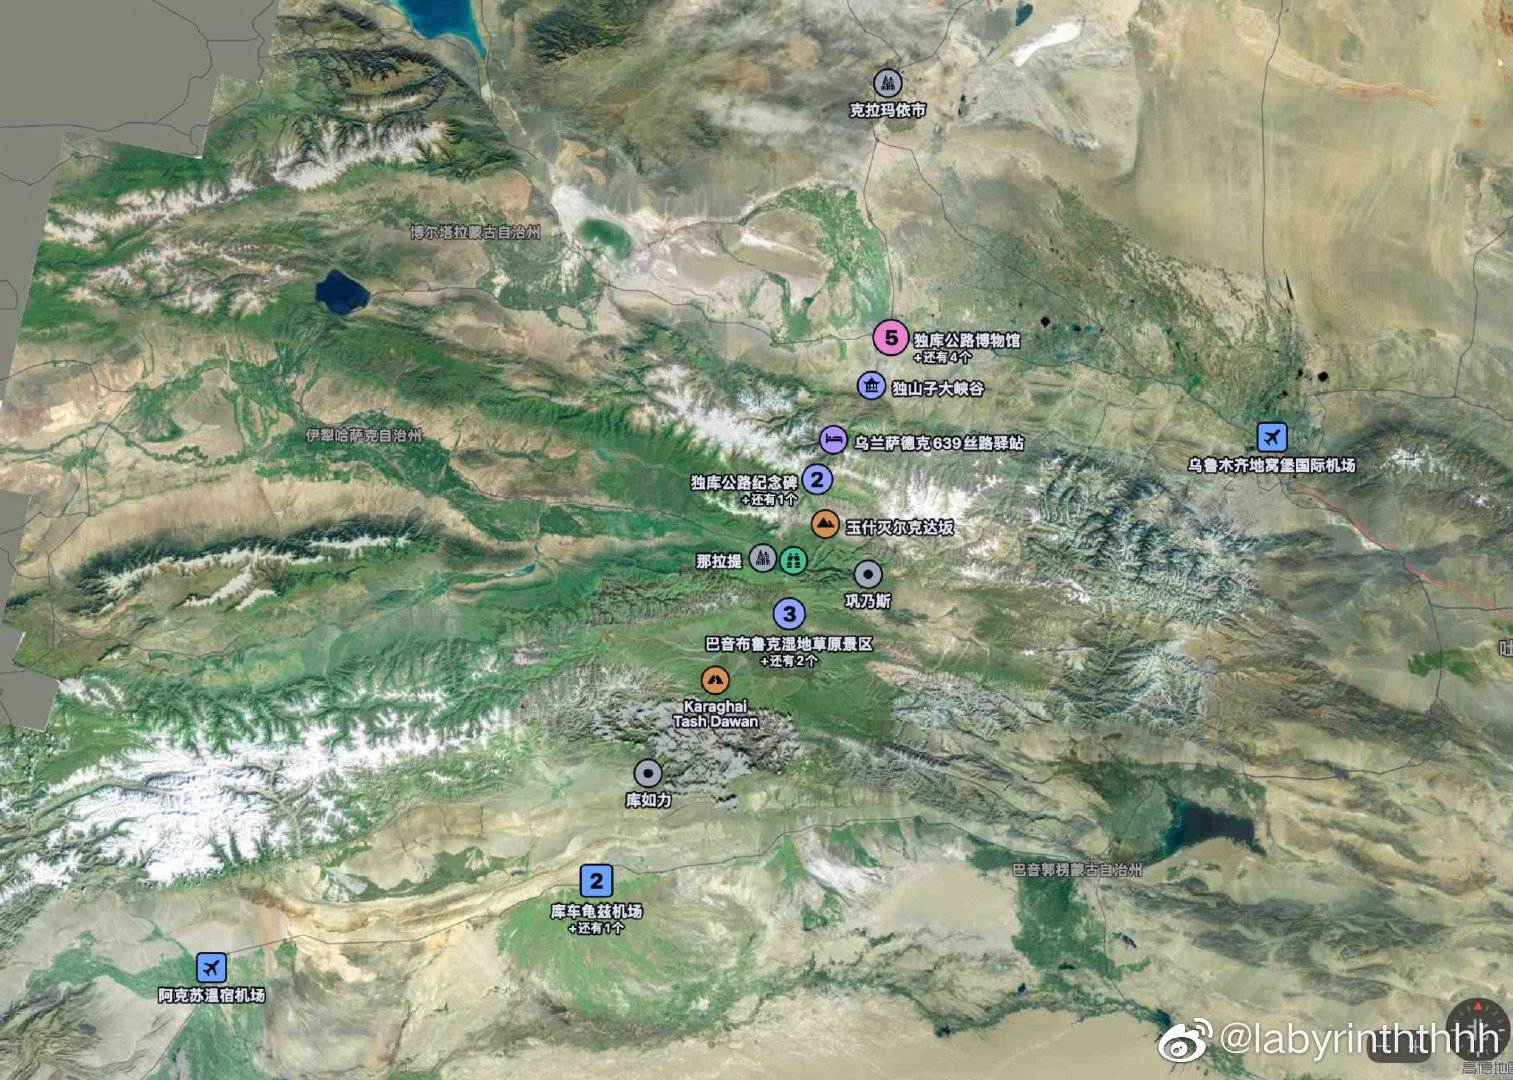 克拉玛依市
博尔塔拉蒙古自治州
5
独库公路博物馆
+还有4个
独山子大峡谷
伊犁哈萨克自治州
乌兰萨德克639丝路驿站
乌鲁木齐地窝堡国际机场
独库公路纪念碑
+还有1个
2
玉什灭尔克达坂
那拉提
巩乃斯
3
巴音布鲁克湿地草原景区
+还有2个
吐
Karaghai
Tash Dawan
库如力
巴音郭楞蒙古自治州
2
库车龟兹机场
+还有1个
阿克苏温宿机场
@labyrinththhh
高德地图